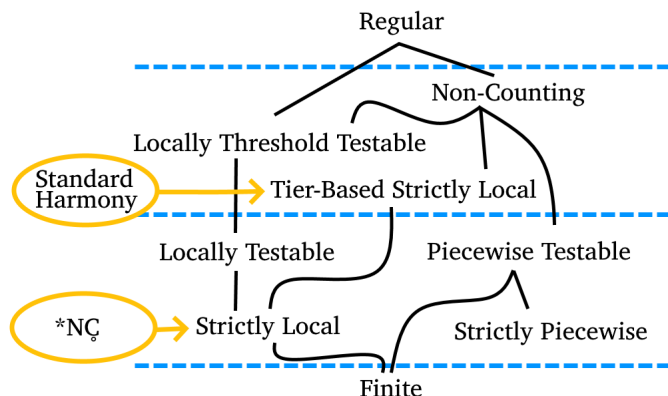 Regular
Non-Counting
Locally Threshold Testable
Standard
Harmony
Tier-Based Strictly Local
Locally Testable
Piecewise Testable
*NC̥
Strictly Local
Strictly Piecewise
Finite